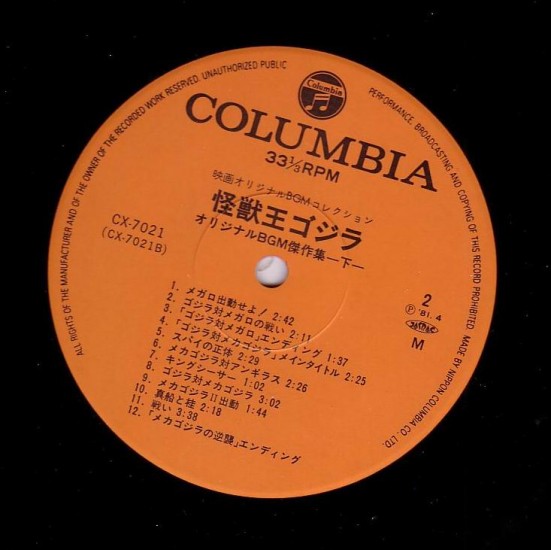 ALL RIGHTS OF THE MANUFACTURER AND OF THE OWNER OF THE RECORDED WORK RESERVED. UNAUTHORIZED PUBLIC
PERFORMANCE, BROADCASTING AND COPYING OF THIS RECORD PROHIBITED. MADE BY NIPPON COLUMBIA CO. LTD.
Columbia
COLUMBIA
33 1/3 RPM
映画オリジナルBGMコレクション
怪獣王ゴジラ
オリジナルBGM傑作集—下—
CX-7021
(CX-7021B)
2
Ⓟ '81. 4
M
1. メガロ出動せよ! 2:42
2. ゴジラ対メガロの戦い 2:11
3. 「ゴジラ対メガロ」エンディング 1:37
4. 「ゴジラ対メカゴジラ」メインタイトル 2:25
5. スパイの正体 2:29
6. メカゴジラ対アンギラス 2:26
7. キングシーサー 1:02
8. ゴジラ対メカゴジラ 3:02
9. メカゴジラⅡ出動 1:44
10. 真船と桂 2:18
11. 戦い 3:38
12. 「メカゴジラの逆襲」エンディング